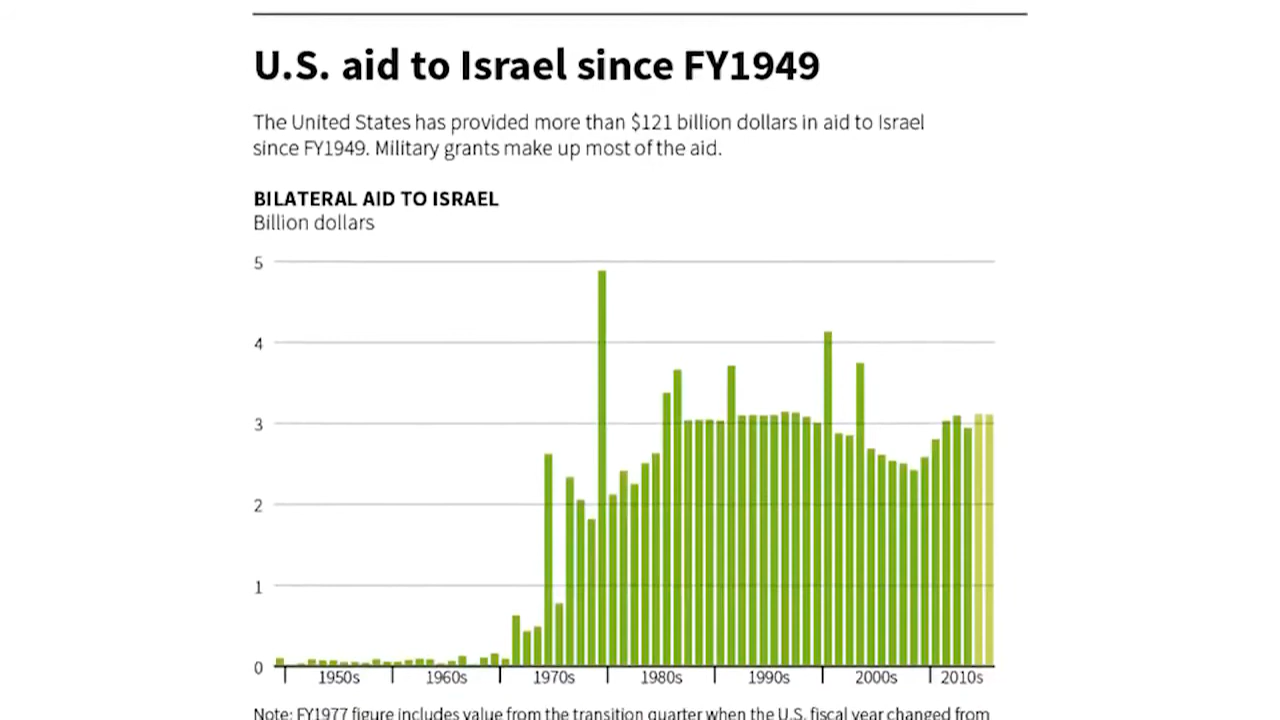 U.S. aid to Israel since FY1949
The United States has provided more than $121 billion dollars in aid to Israel
since FY1949. Military grants make up most of the aid.
BILATERAL AID TO ISRAEL
Billion dollars
5
4
3
2
1
0
1950s 1960s 1970s 1980s 1990s 2000s 2010s
Note: FY1977 figure includes value from the transition quarter when the U.S. fiscal year changed from